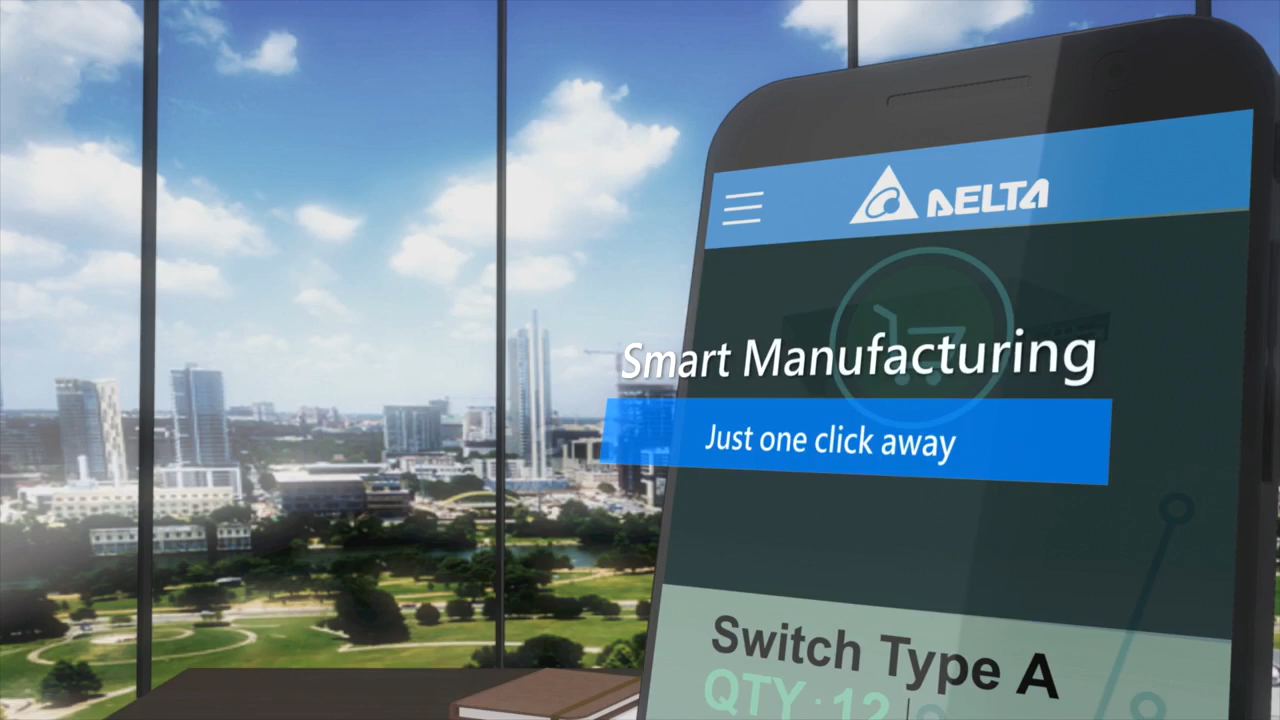 DELTA
Smart Manufacturing
Just one click away
Switch Type A
QTY : 12